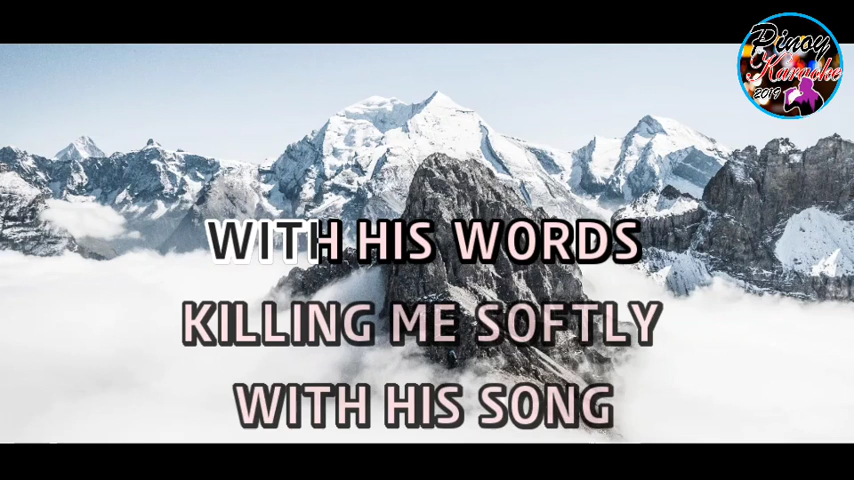 Pinoy
Karaoke
2019
WITH HIS WORDS
KILLING ME SOFTLY
WITH HIS SONG